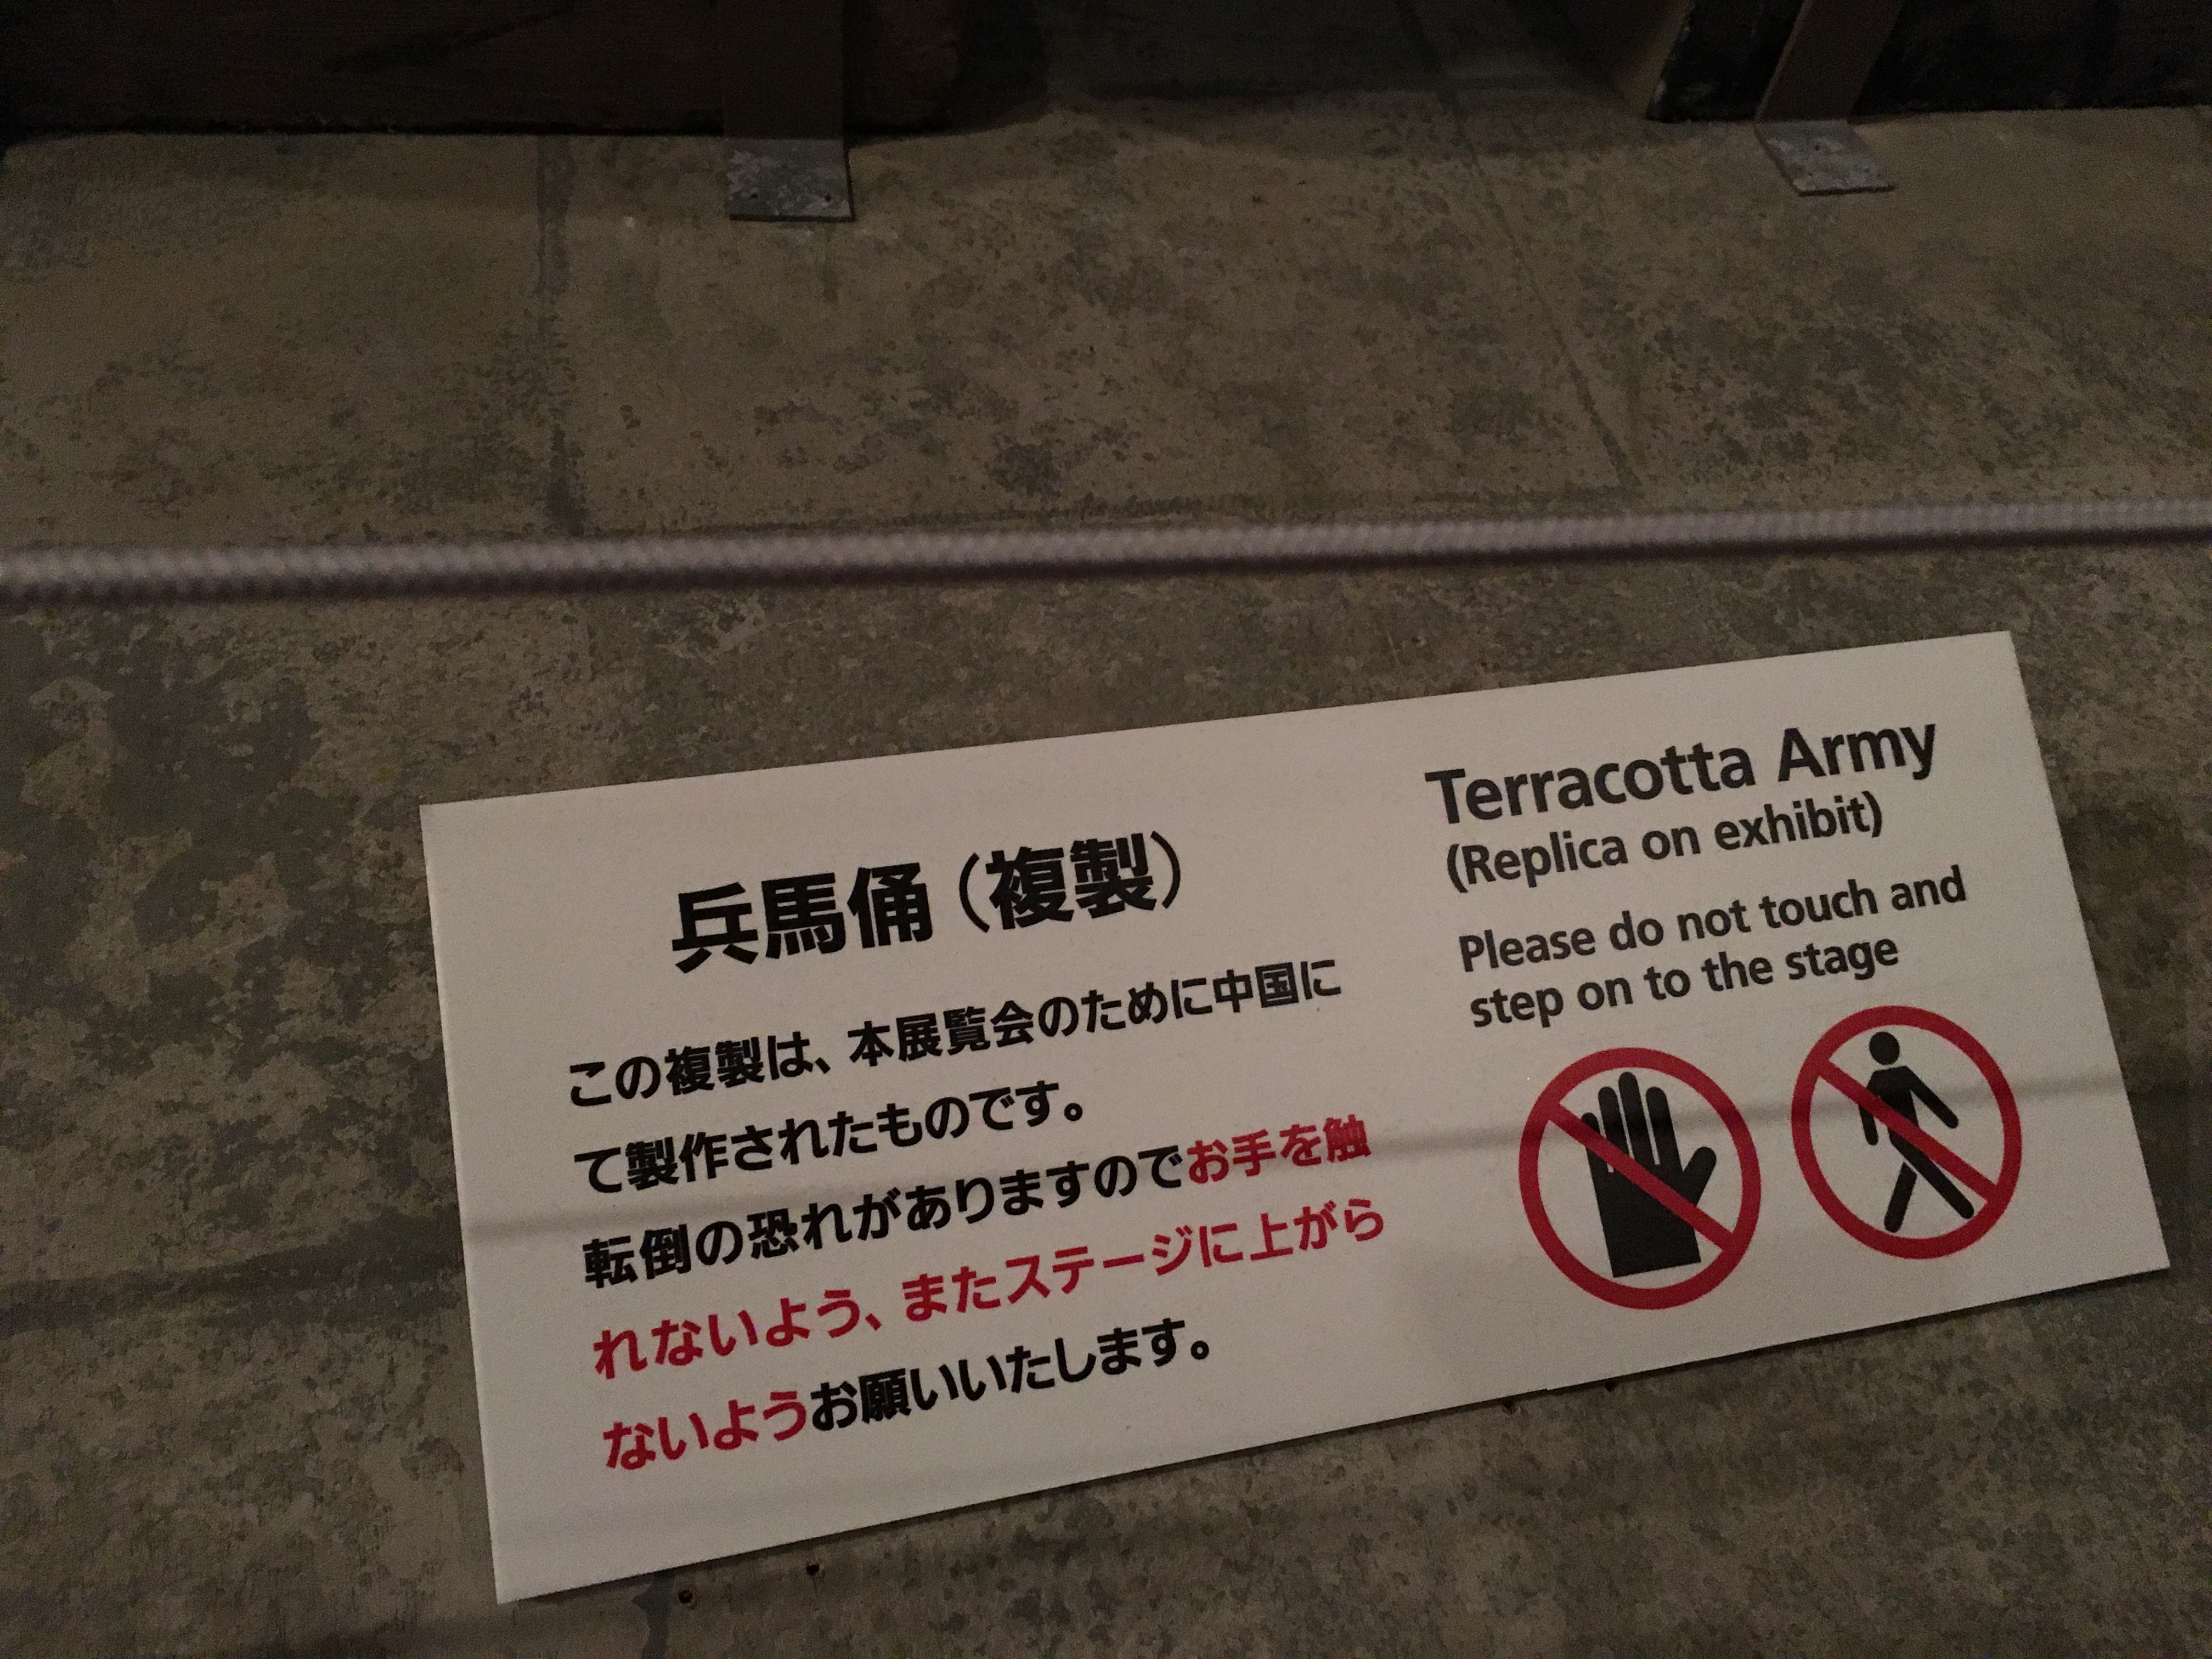 兵馬俑（複製）
この複製は、本展覧会のために中国に
て製作されたものです。
転倒の恐れがありますのでお手を触
れないよう、またステージに上がら
ないようお願いいたします。
Terracotta Army
(Replica on exhibit)
Please do not touch and
step on to the stage